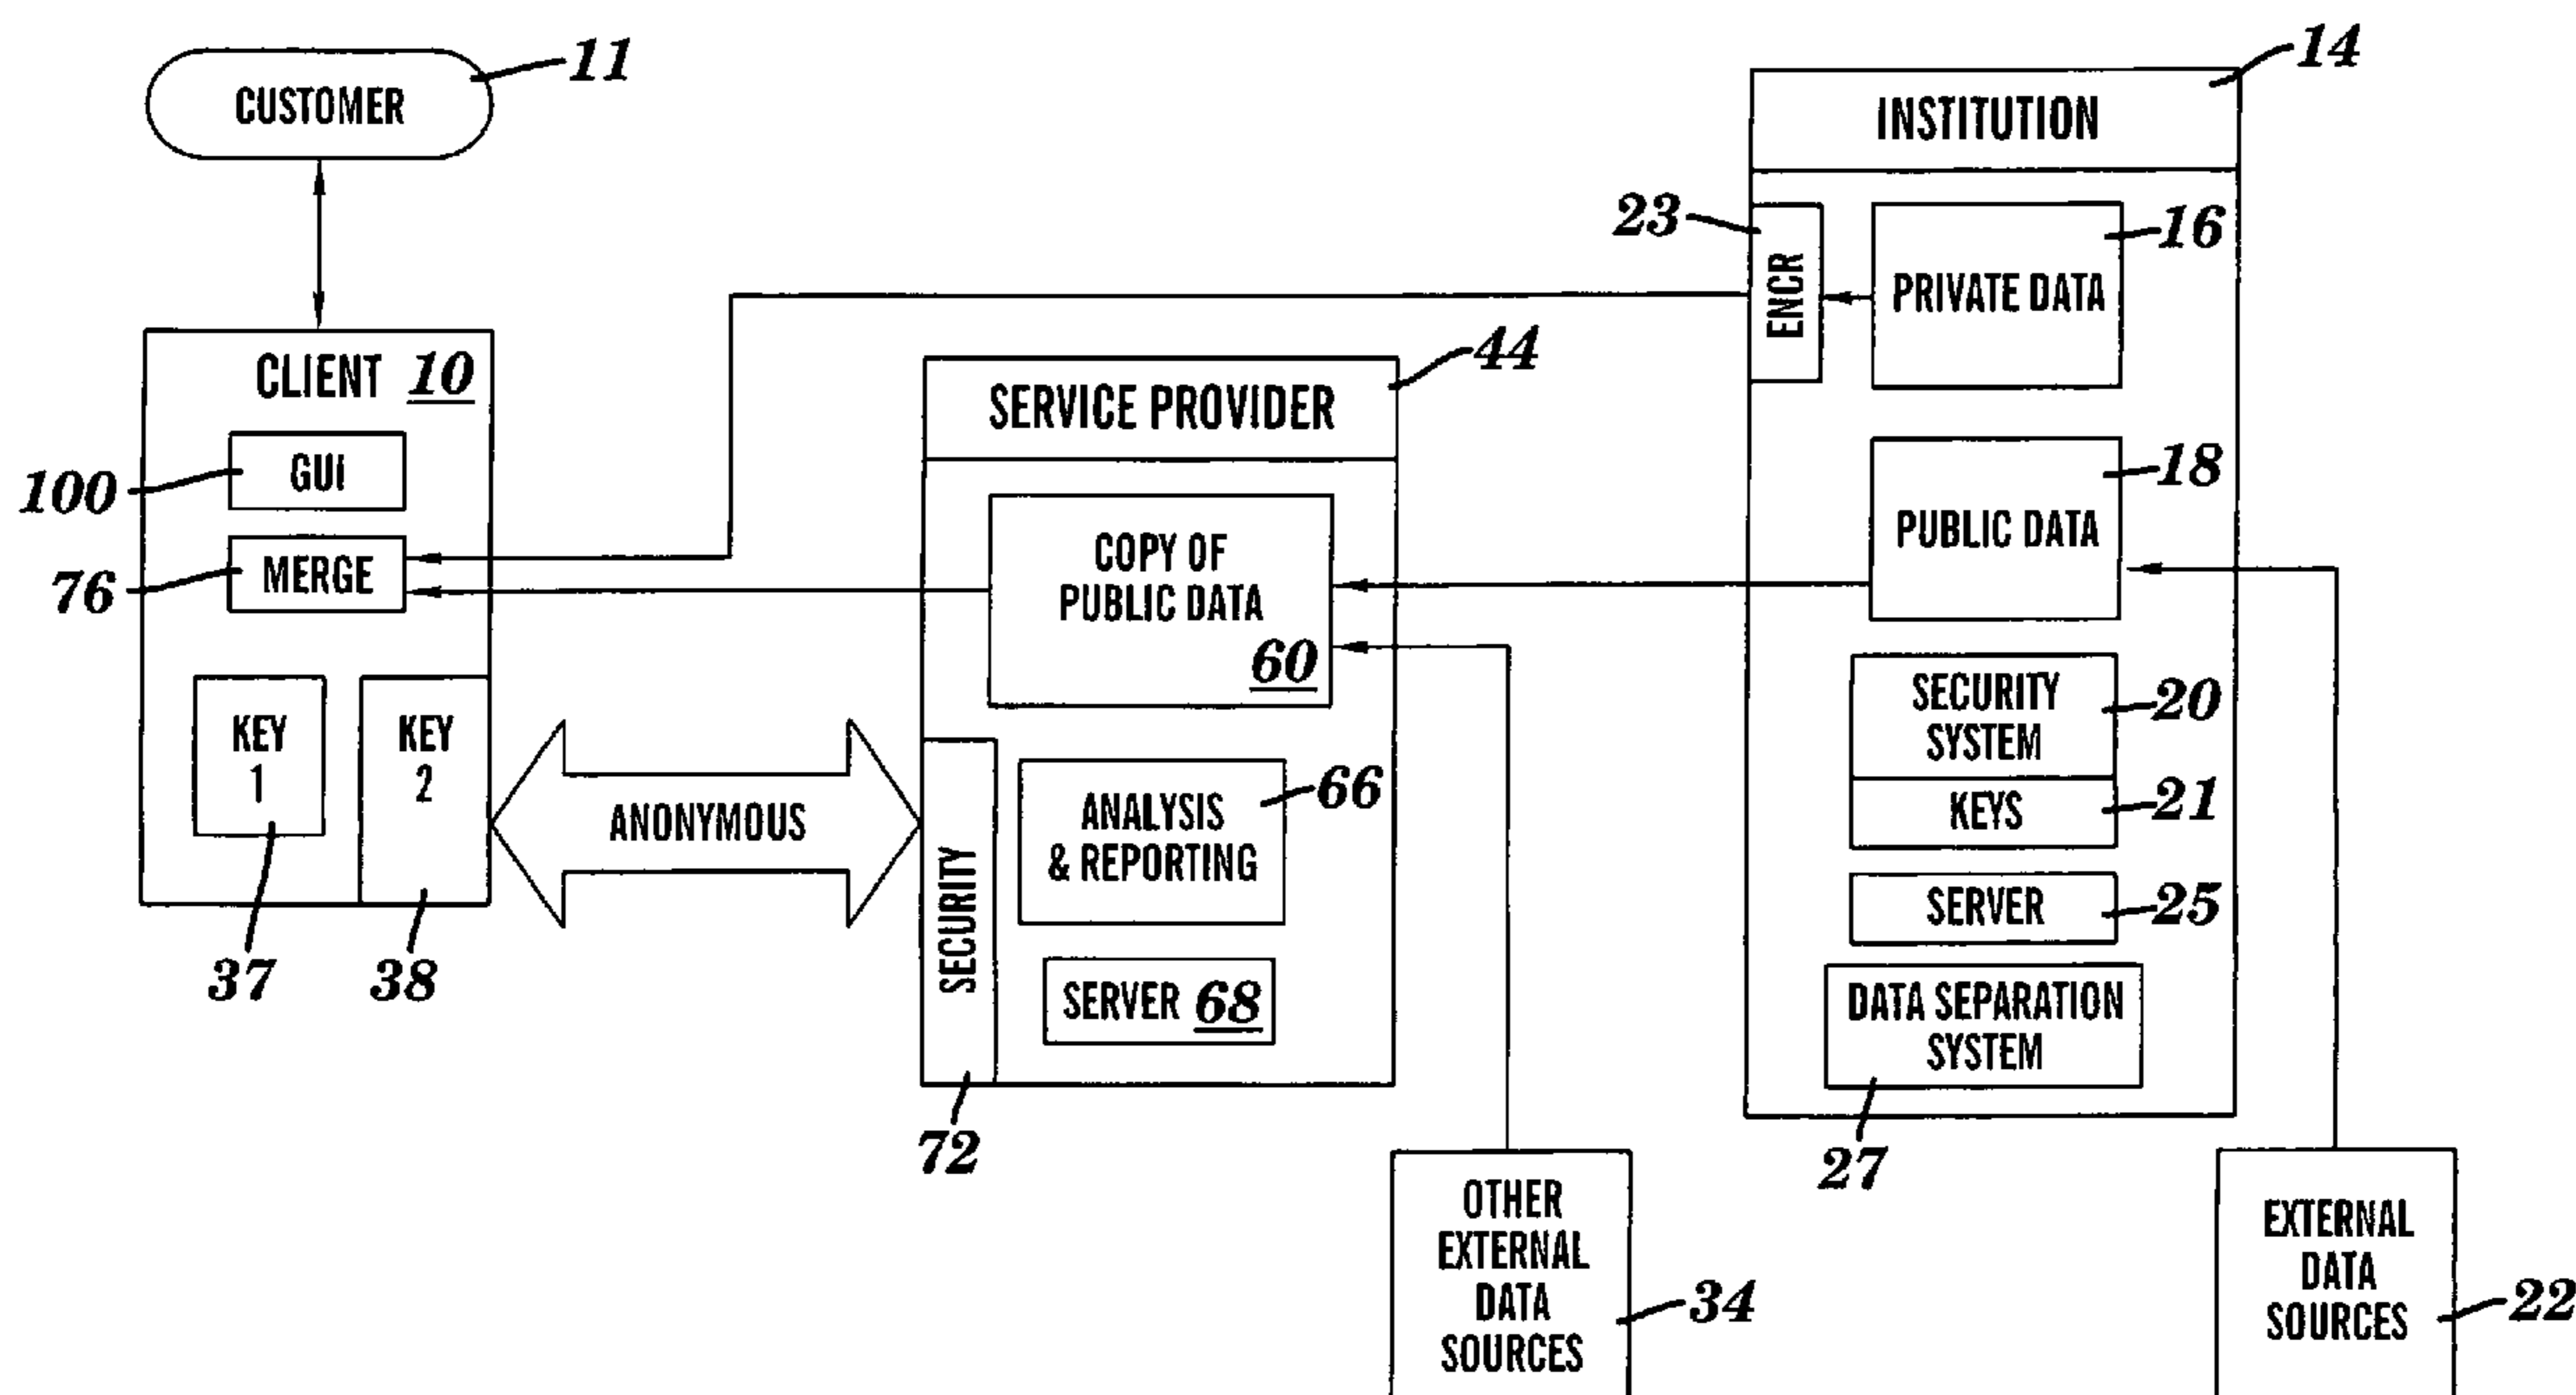 CUSTOMER
11
CLIENT 10
GUI
100
MERGE
76
KEY
1
37
KEY
2
38
ANONYMOUS
SERVICE PROVIDER
44
COPY OF
PUBLIC DATA
60
SECURITY
72
ANALYSIS
& REPORTING
66
SERVER 68
OTHER
EXTERNAL
DATA
SOURCES
34
INSTITUTION
14
ENCR
23
PRIVATE DATA
16
PUBLIC DATA
18
SECURITY
SYSTEM
20
KEYS
21
SERVER
25
DATA SEPARATION
SYSTEM
27
EXTERNAL
DATA
SOURCES
22